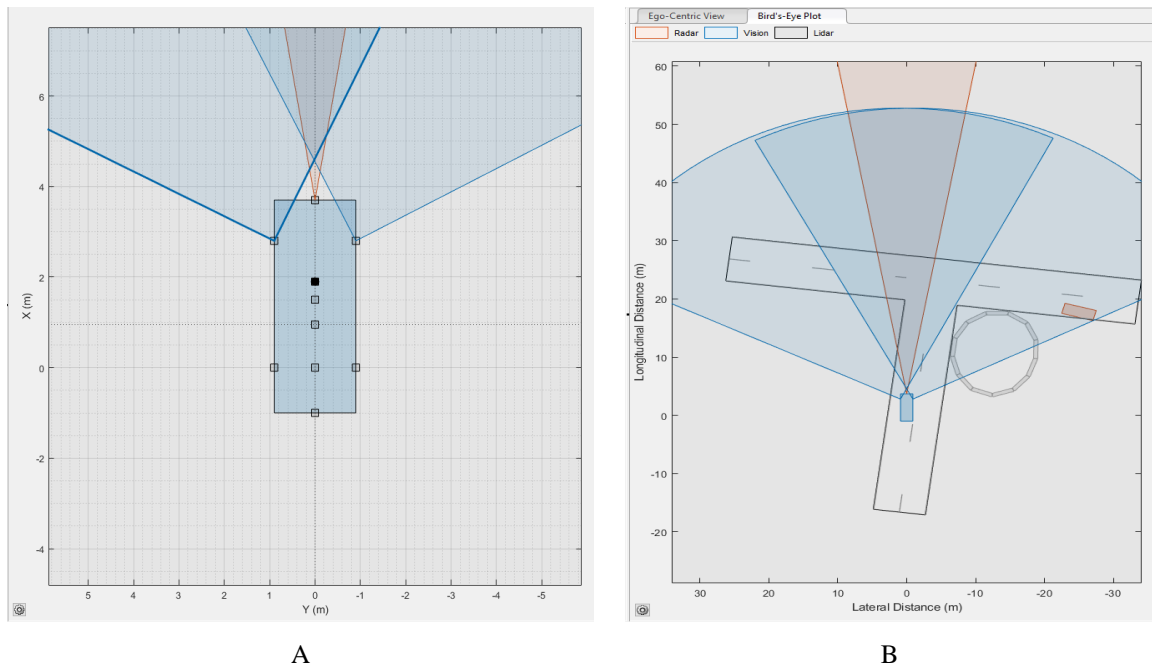 6
4
2
0
-2
-4
X (m)
5 4 3 2 1 0 -1 -2 -3 -4 -5
Y (m)
A
Ego-Centric View Bird's-Eye Plot
Radar Vision Lidar
60
50
40
30
20
10
0
-10
-20
Longitudinal Distance (m)
30 20 10 0 -10 -20 -30
Lateral Distance (m)
B